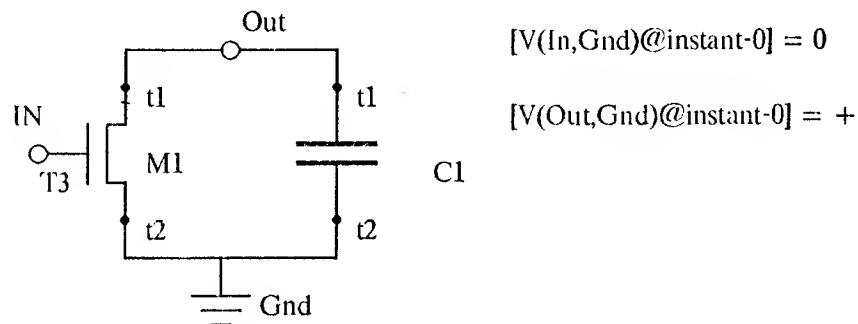 Out
[V(In,Gnd)@instant-0] = 0
t1
t1
[V(Out,Gnd)@instant-0] = +
IN
T3
M1
C1
t2
t2
Gnd